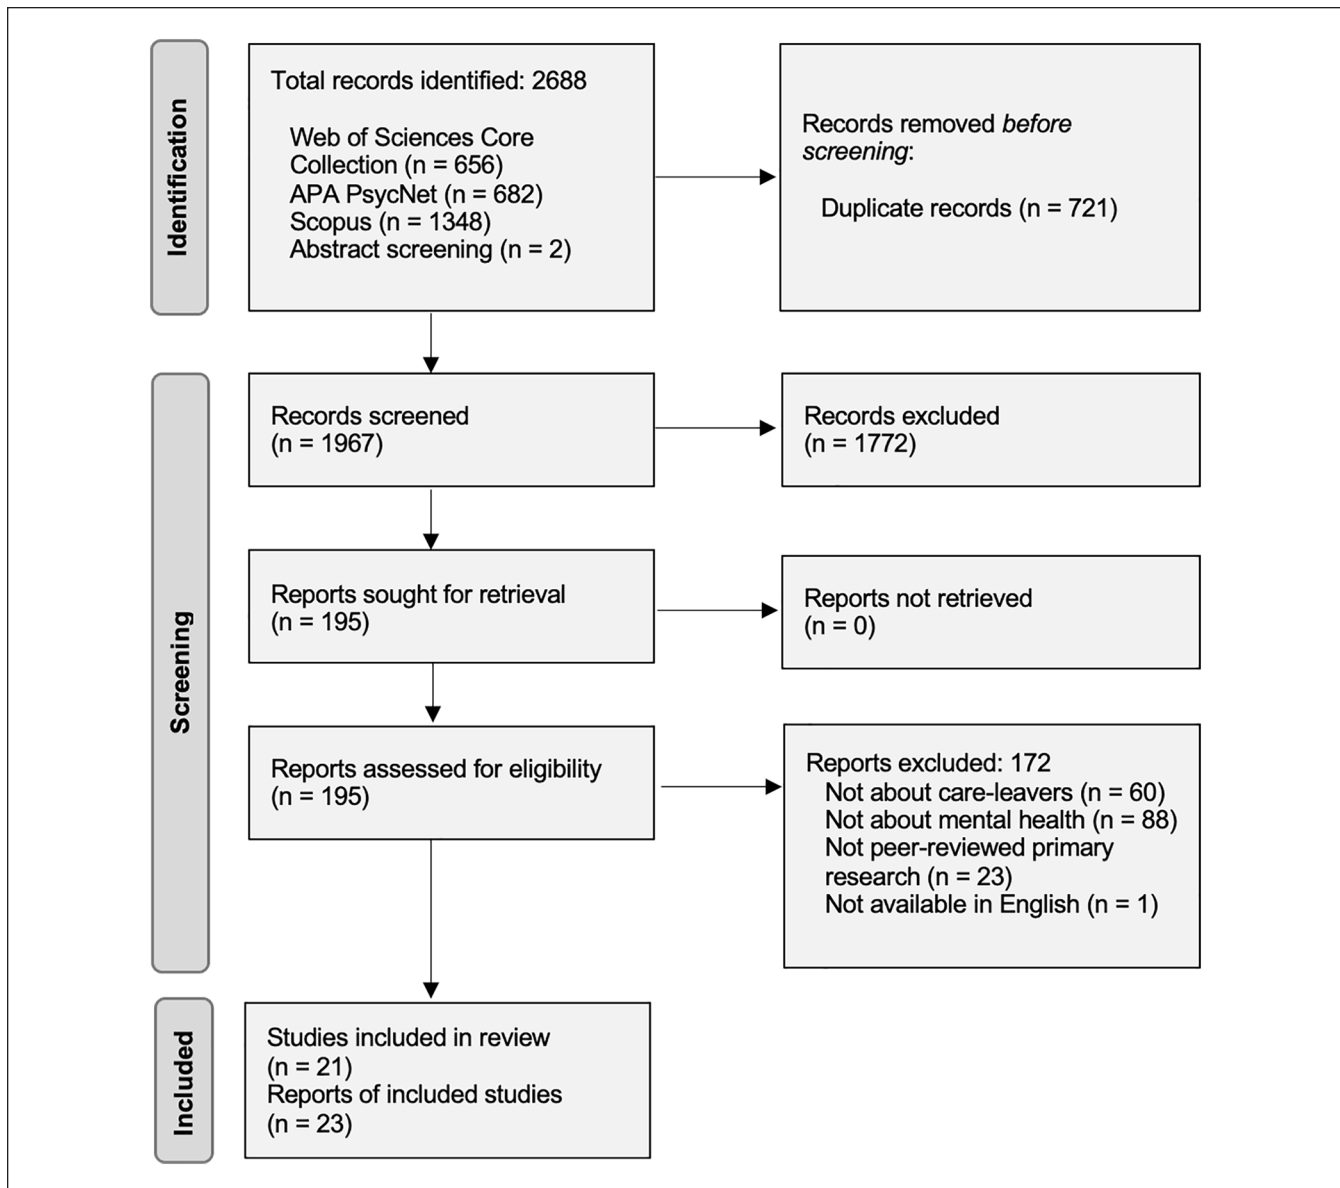 Identification
Total records identified: 2688
Web of Sciences Core
Collection (n = 656)
APA PsycNet (n = 682)
Scopus (n = 1348)
Abstract screening (n = 2)
Records removed before
screening:
Duplicate records (n = 721)
Screening
Records screened
(n = 1967)
Records excluded
(n = 1772)
Reports sought for retrieval
(n = 195)
Reports not retrieved
(n = 0)
Reports assessed for eligibility
(n = 195)
Reports excluded: 172
Not about care-leavers (n = 60)
Not about mental health (n = 88)
Not peer-reviewed primary
research (n = 23)
Not available in English (n = 1)
Included
Studies included in review
(n = 21)
Reports of included studies
(n = 23)